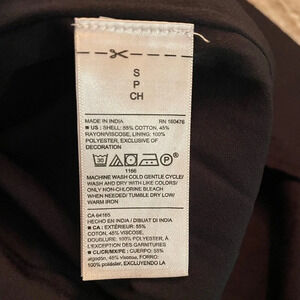 S
P
CH
MADE IN INDIA RN 160476
■ US : SHELL: 55% COTTON, 45%
RAYON/VISCOSE, LINING: 100%
POLYESTER, EXCLUSIVE OF
DECORATION
1166
MACHINE WASH COLD GENTLE CYCLE/
WASH AND DRY WITH LIKE COLORS/
ONLY NON-CHLORINE BLEACH
WHEN NEEDED/ TUMBLE DRY LOW/
WARM IRON
CA 64165
HECHO EN INDIA / DIBUAT DI INDIA
■ CA : EXTÉRIEUR: 55%
COTON, 45% VISCOSE,
DOUBLURE: 100% POLYESTER, À
L'EXCEPTION DES GARNITURES
■ CL/CR/MX/PE: CUERPO: 55%
algodón, 45% viscosa, FORRO:
100% poliéster, EXCLUYENDO LA